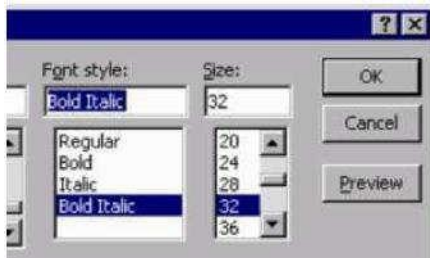 Font style:
Size:
Bold Italic
32
OK
Cancel
Preview
Regular
Bold
Italic
Bold Italic
20
24
28
32
36